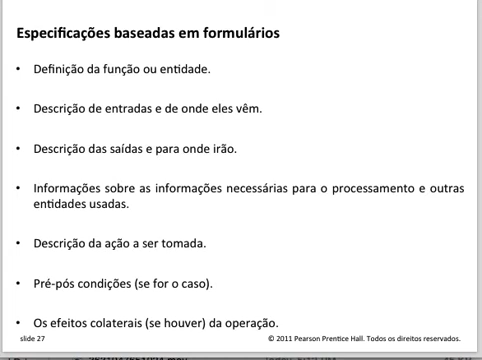 Especificações baseadas em formulários
• Definição da função ou entidade.
• Descrição de entradas e de onde eles vêm.
• Descrição das saídas e para onde irão.
• Informações sobre as informações necessárias para o processamento e outras
entidades usadas.
• Descrição da ação a ser tomada.
• Pré-pós condições (se for o caso).
• Os efeitos colaterais (se houver) da operação.
slide 27
© 2011 Pearson Prentice Hall. Todos os direitos reservados.